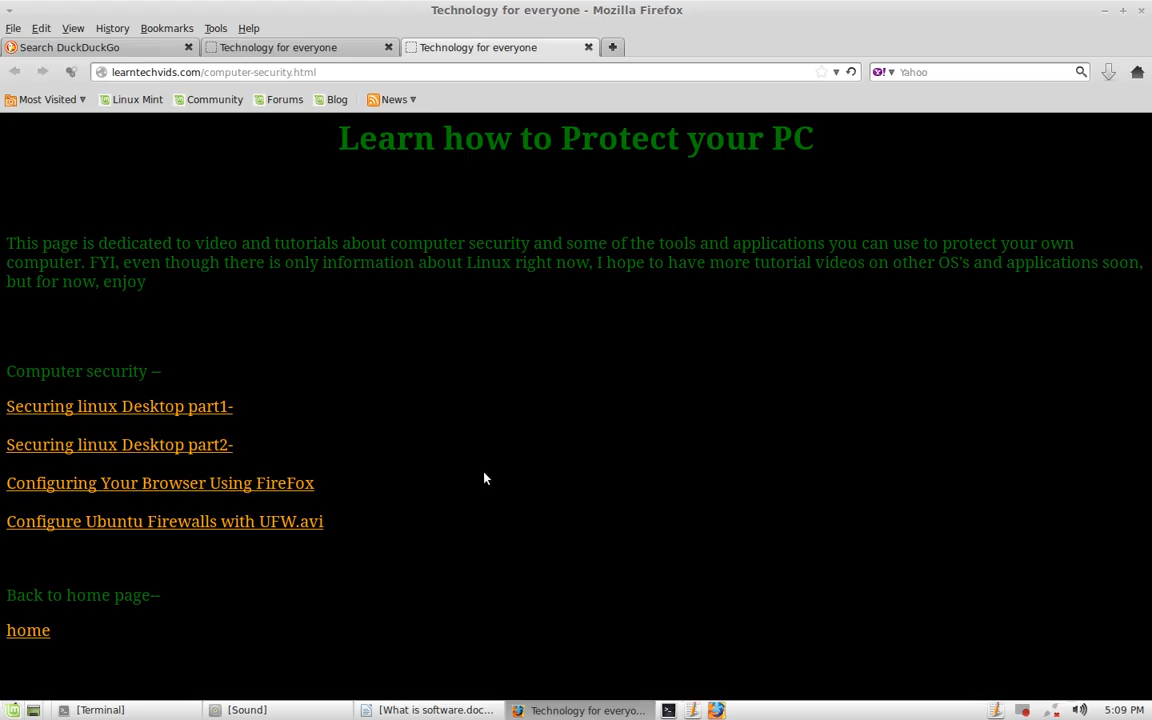 Technology for everyone - Mozilla Firefox
File Edit View History Bookmarks Tools Help
Search DuckDuckGo Technology for everyone Technology for everyone
learntechvids.com/computer-security.html Yahoo
Most Visited Linux Mint Community Forums Blog News
Learn how to Protect your PC
This page is dedicated to video and tutorials about computer security and some of the tools and applications you can use to protect your own
computer. FYI, even though there is only information about Linux right now, I hope to have more tutorial videos on other OS's and applications soon,
but for now, enjoy
Computer security --
Securing linux Desktop part1-
Securing linux Desktop part2-
Configuring Your Browser Using FireFox
Configure Ubuntu Firewalls with UFW.avi
Back to home page--
home
[Terminal] [Sound] [What is software.doc... Technology for everyo... 5:09 PM